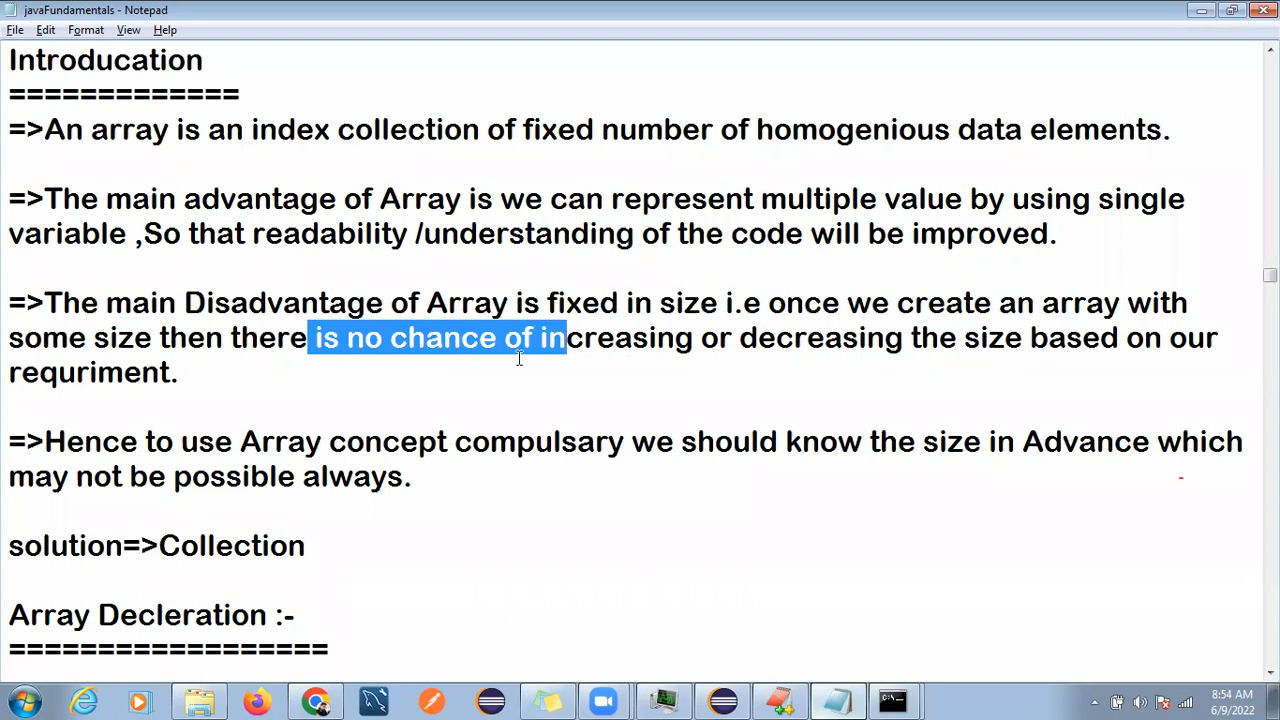 javaFundamentals - Notepad
File Edit Format View Help
Introducation
=============
=>An array is an index collection of fixed number of homogenious data elements.
=>The main advantage of Array is we can represent multiple value by using single
variable ,So that readability /understanding of the code will be improved.
=>The main Disadvantage of Array is fixed in size i.e once we create an array with
some size then there is no chance of increasing or decreasing the size based on our
requriment.
=>Hence to use Array concept compulsary we should know the size in Advance which
may not be possible always.
solution=>Collection
Array Decleration :-
==================
8:54 AM
6/9/2022